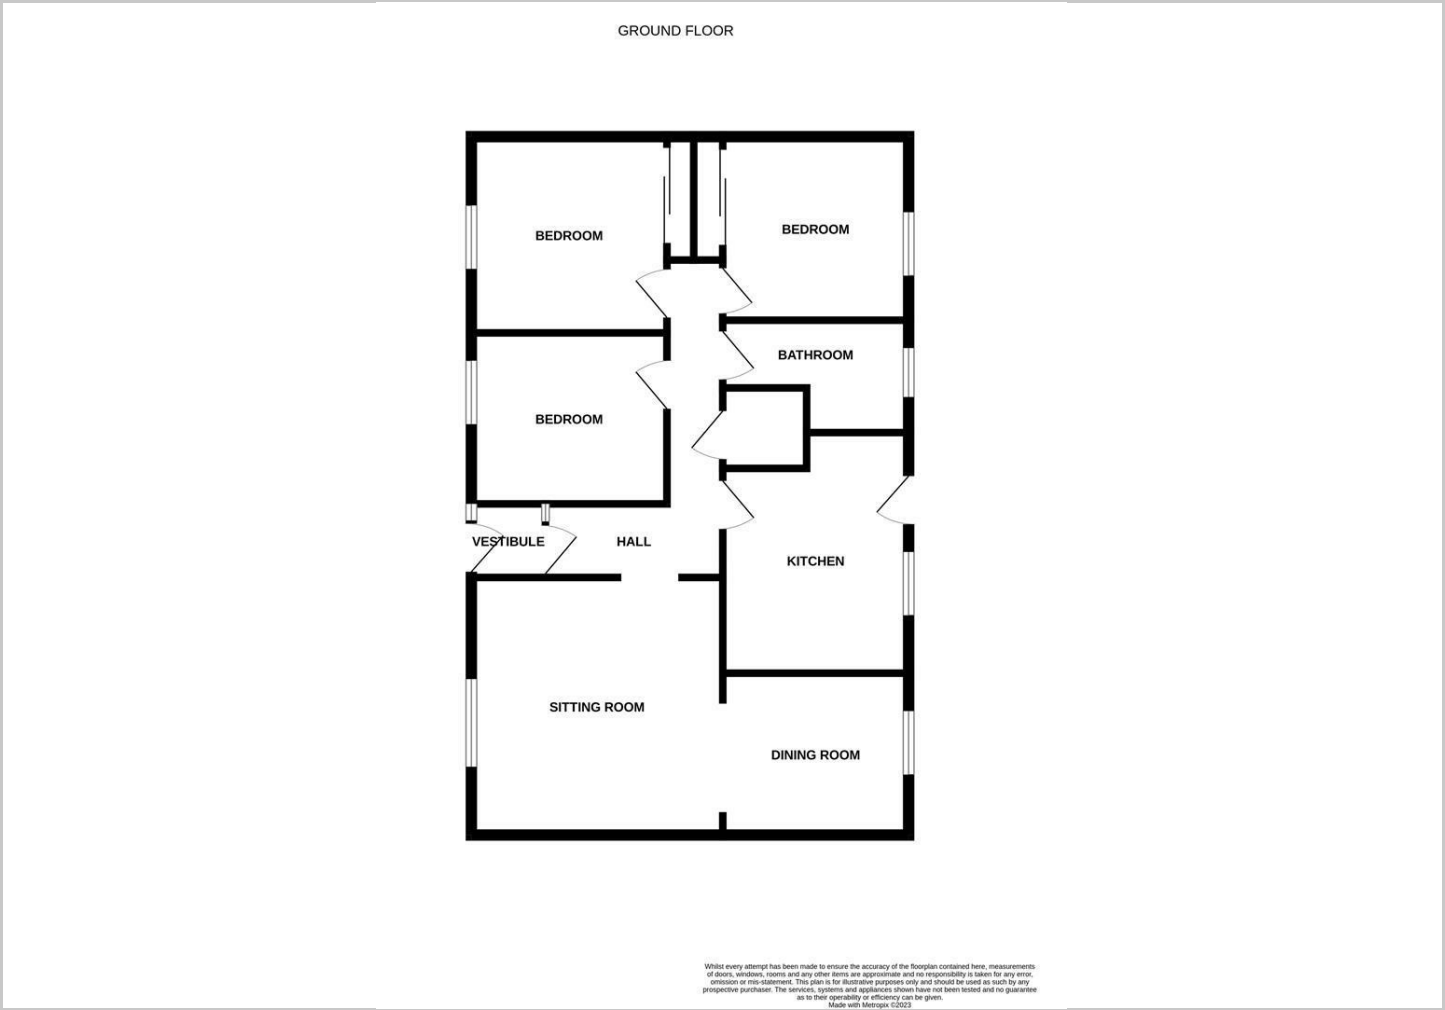 GROUND FLOOR
BEDROOM
BEDROOM
BATHROOM
BEDROOM
VESTIBULE
HALL
KITCHEN
SITTING ROOM
DINING ROOM
Whilst every attempt has been made to ensure the accuracy of the floorplan contained here, measurements
of doors, windows, rooms and any other items are approximate and no responsibility is taken for any error,
omission or mis-statement. This plan is for illustrative purposes only and should be used as such by any
prospective purchaser. The services, systems and appliances shown have not been tested and no guarantee
as to their operability or efficiency can be given.
Made with Metropix ©2023